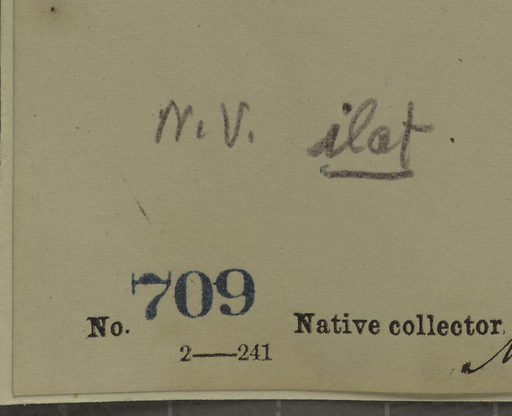 N.V. ilat
No. 709 Native collector,
2—241